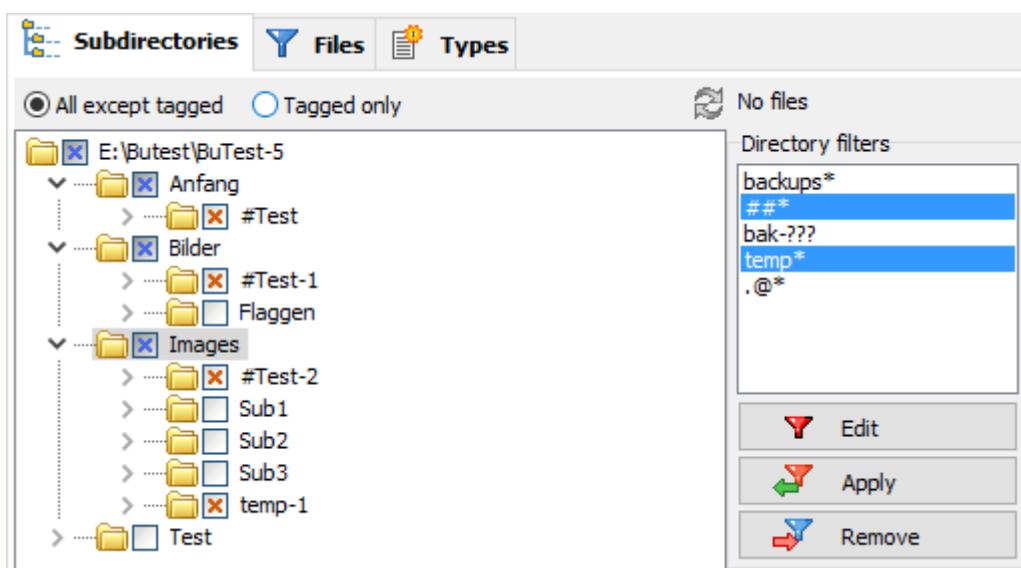 Subdirectories Files Types
All except tagged Tagged only No files
E:\Butest\BuTest-5
Anfang
#Test
Bilder
#Test-1
Flaggen
Images
#Test-2
Sub1
Sub2
Sub3
temp-1
Test
Directory filters
backups*
##*
bak-???
temp*
.@*
Edit
Apply
Remove